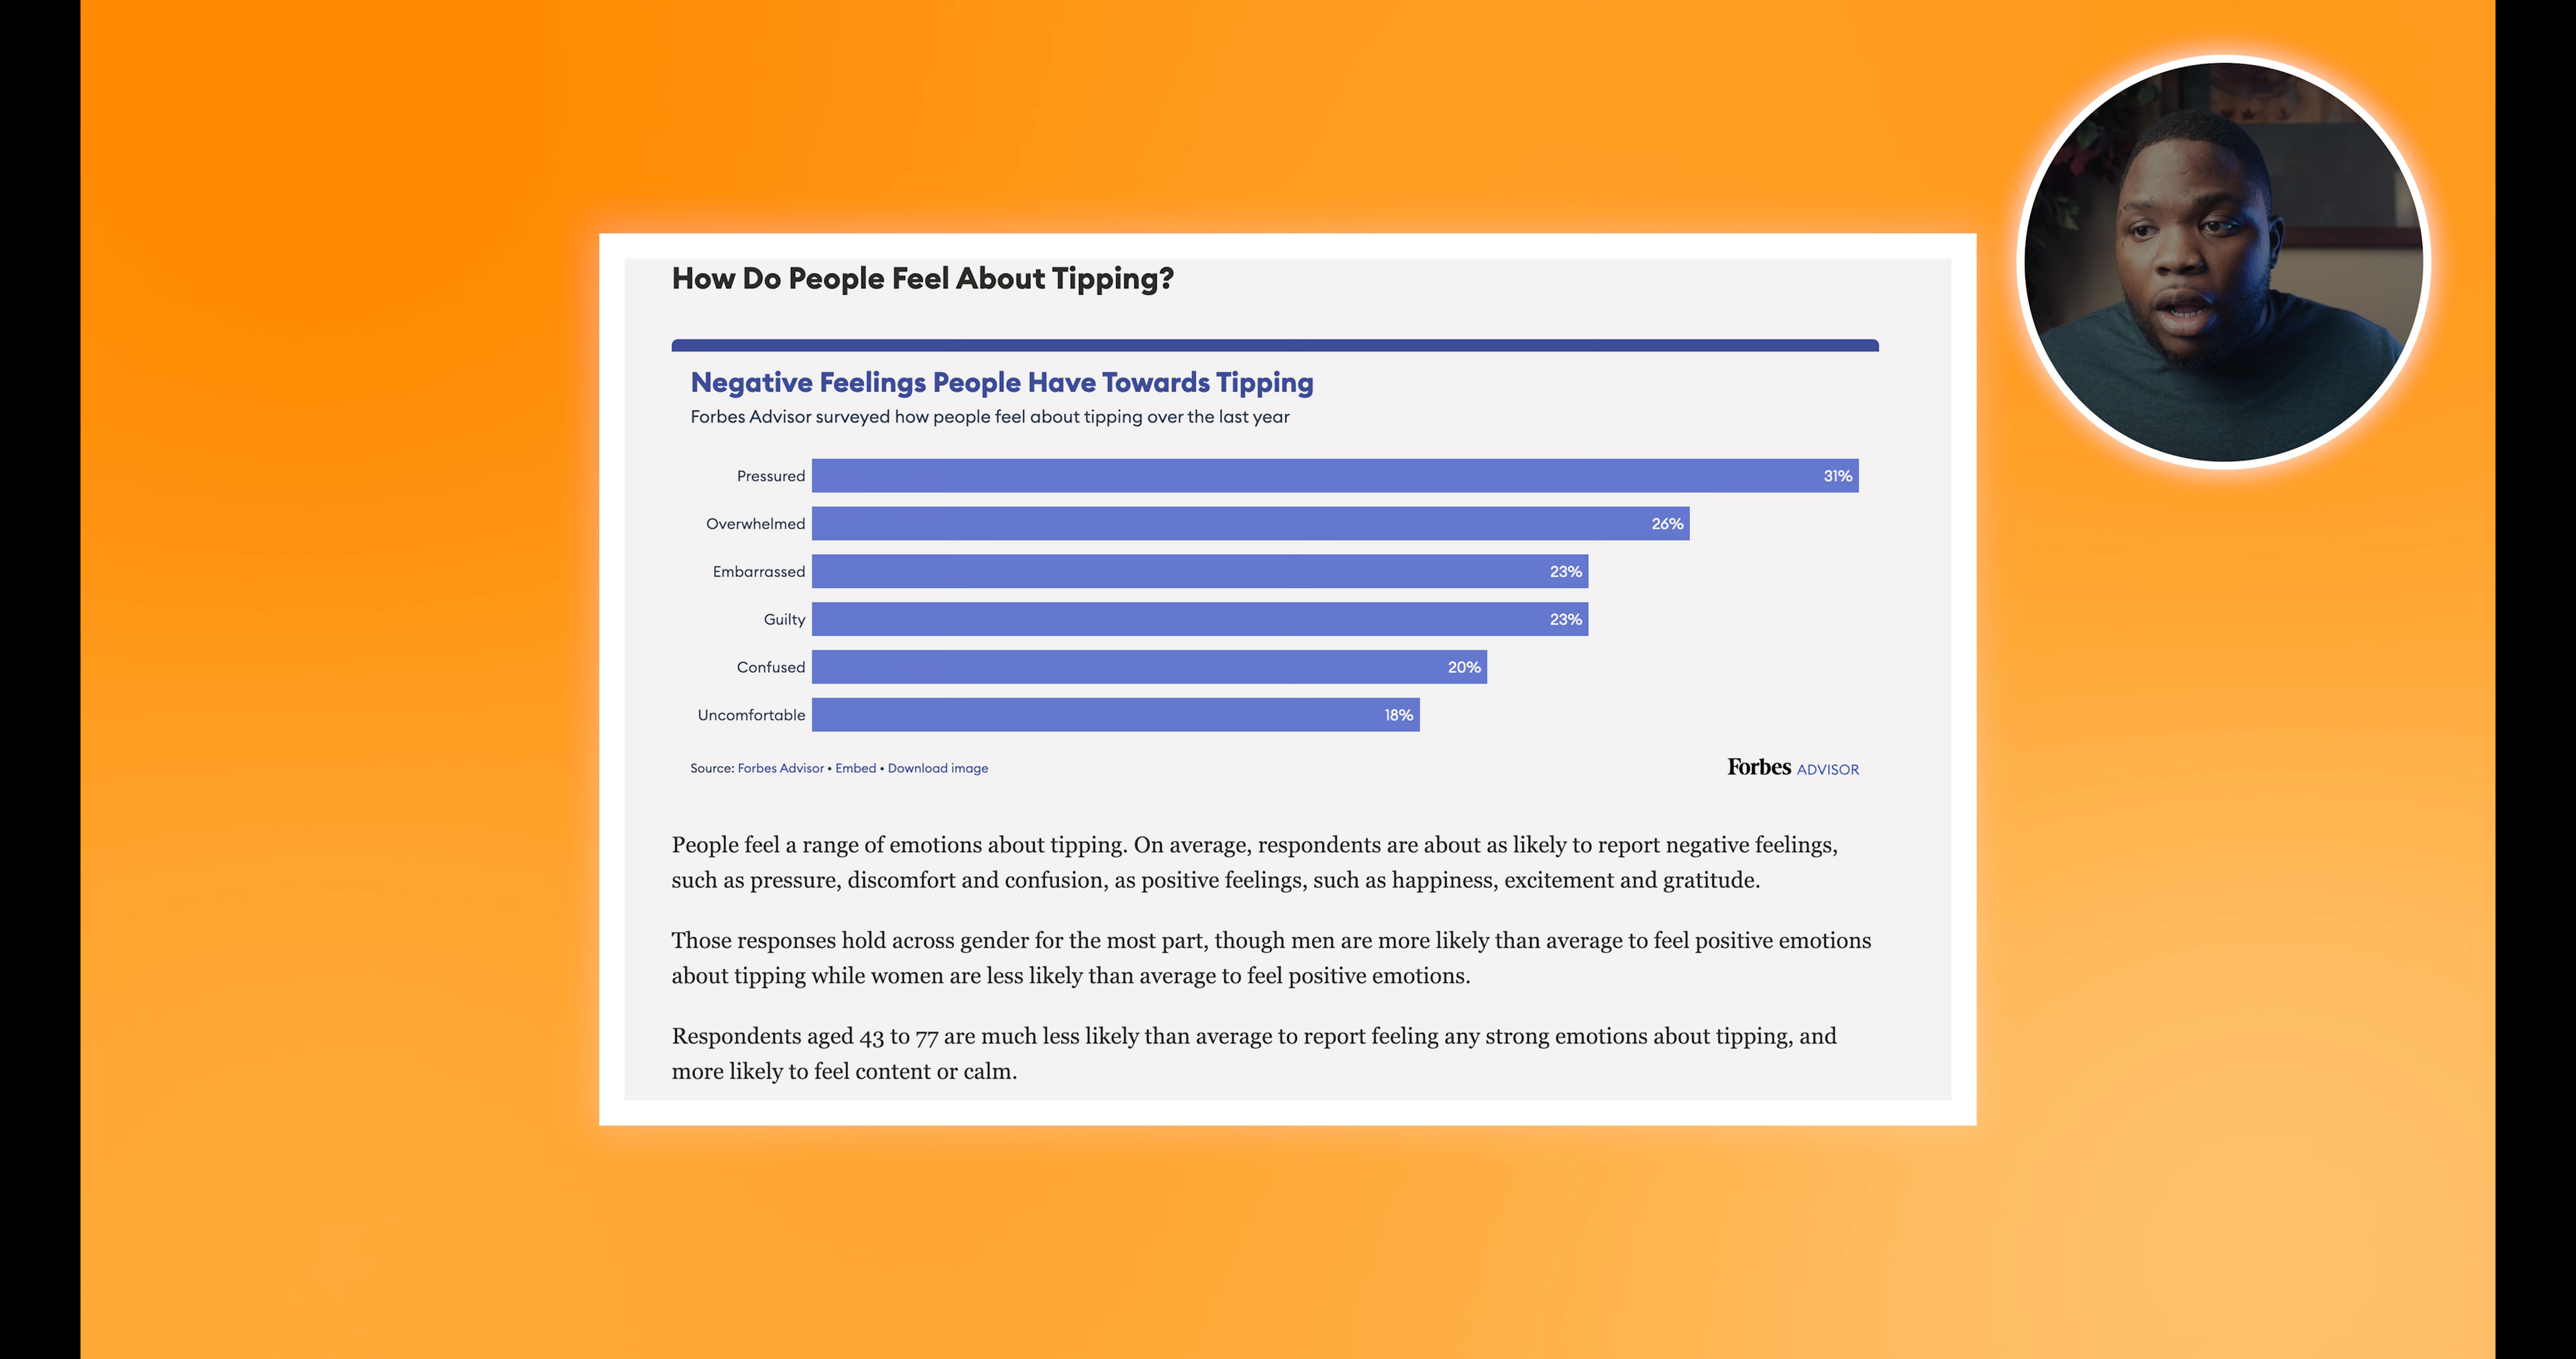 How Do People Feel About Tipping?
Negative Feelings People Have Towards Tipping
Forbes Advisor surveyed how people feel about tipping over the last year
Pressured 31%
Overwhelmed 26%
Embarrassed 23%
Guilty 23%
Confused 20%
Uncomfortable 18%
Source: Forbes Advisor • Embed • Download image
Forbes ADVISOR
People feel a range of emotions about tipping. On average, respondents are about as likely to report negative feelings,
such as pressure, discomfort and confusion, as positive feelings, such as happiness, excitement and gratitude.
Those responses hold across gender for the most part, though men are more likely than average to feel positive emotions
about tipping while women are less likely than average to feel positive emotions.
Respondents aged 43 to 77 are much less likely than average to report feeling any strong emotions about tipping, and
more likely to feel content or calm.